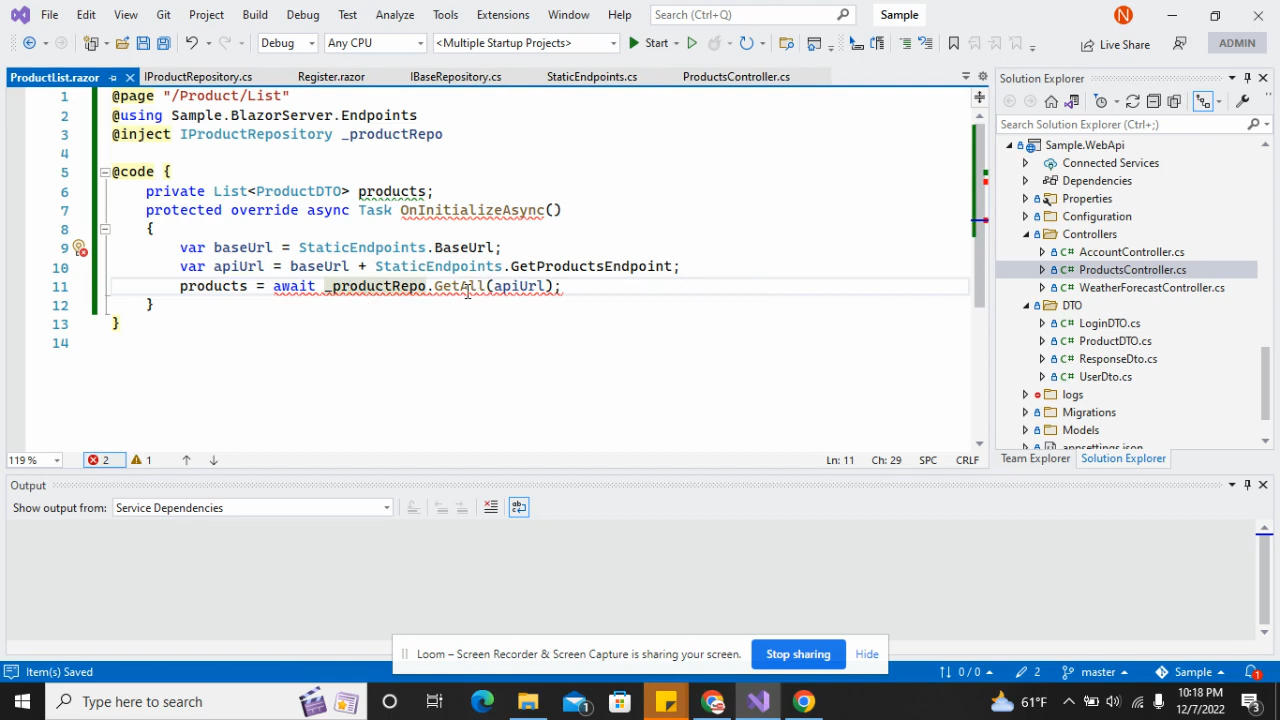 File Edit View Git Project Build Debug Test Analyze Tools Extensions Window Help Search (Ctrl+Q) Sample N
Debug Any CPU <Multiple Startup Projects> Start Live Share ADMIN
ProductList.razor IProductRepository.cs Register.razor IBaseRepository.cs StaticEndpoints.cs ProductsController.cs
1 @page "/Product/List"
2 @using Sample.BlazorServer.Endpoints
3 @inject IProductRepository _productRepo
4
5 @code {
6 private List<ProductDTO> products;
7 protected override async Task OnInitializeAsync()
8 {
9 var baseUrl = StaticEndpoints.BaseUrl;
10 var apiUrl = baseUrl + StaticEndpoints.GetProductsEndpoint;
11 products = await _productRepo.GetAll(apiUrl);
12 }
13 }
14
119 % 2 1 Ln: 11 Ch: 29 SPC CRLF
Solution Explorer
Search Solution Explorer (Ctrl+;)
Sample.WebApi
Connected Services
Dependencies
Properties
Configuration
Controllers
C# AccountController.cs
C# ProductsController.cs
C# WeatherForecastController.cs
DTO
C# LoginDTO.cs
C# ProductDTO.cs
C# ResponseDto.cs
C# UserDto.cs
logs
Migrations
Models
appsettings.json
Team Explorer Solution Explorer
Output
Show output from: Service Dependencies
Loom – Screen Recorder & Screen Capture is sharing your screen. Stop sharing Hide
Item(s) Saved 0 / 0 2 master Sample 1
Type here to search 1 61°F 10:18 PM
12/7/2022 3